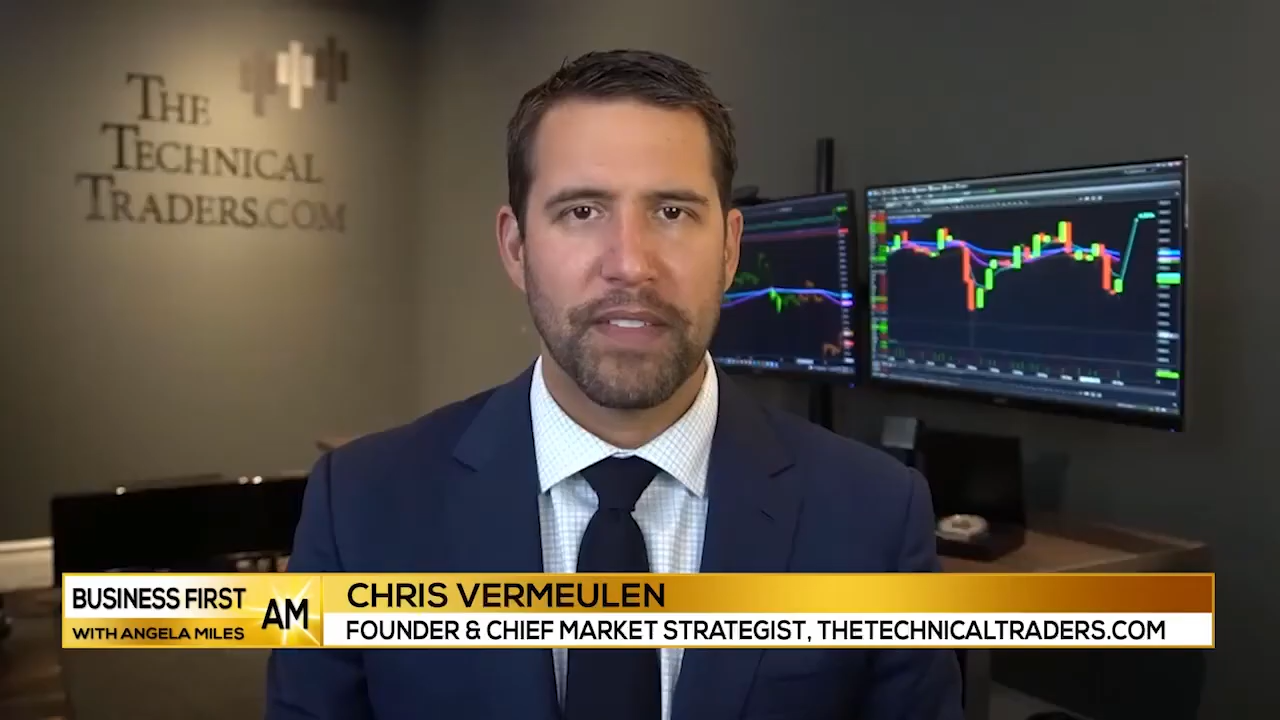 THE
TECHNICAL
TRADERS.COM
BUSINESS FIRST
AM
WITH ANGELA MILES
CHRIS VERMEULEN
FOUNDER & CHIEF MARKET STRATEGIST, THETECHNICALTRADERS.COM